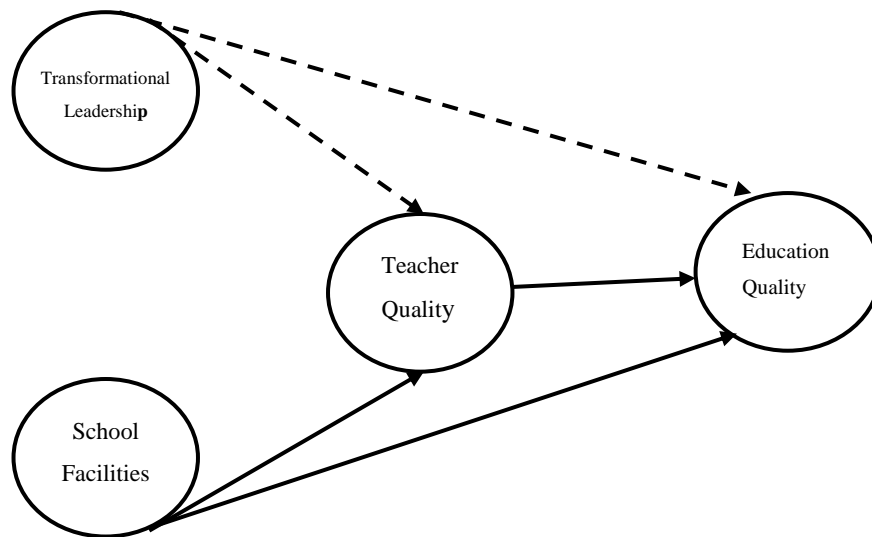 Transformational
Leadership
Teacher
Quality
Education
Quality
School
Facilities